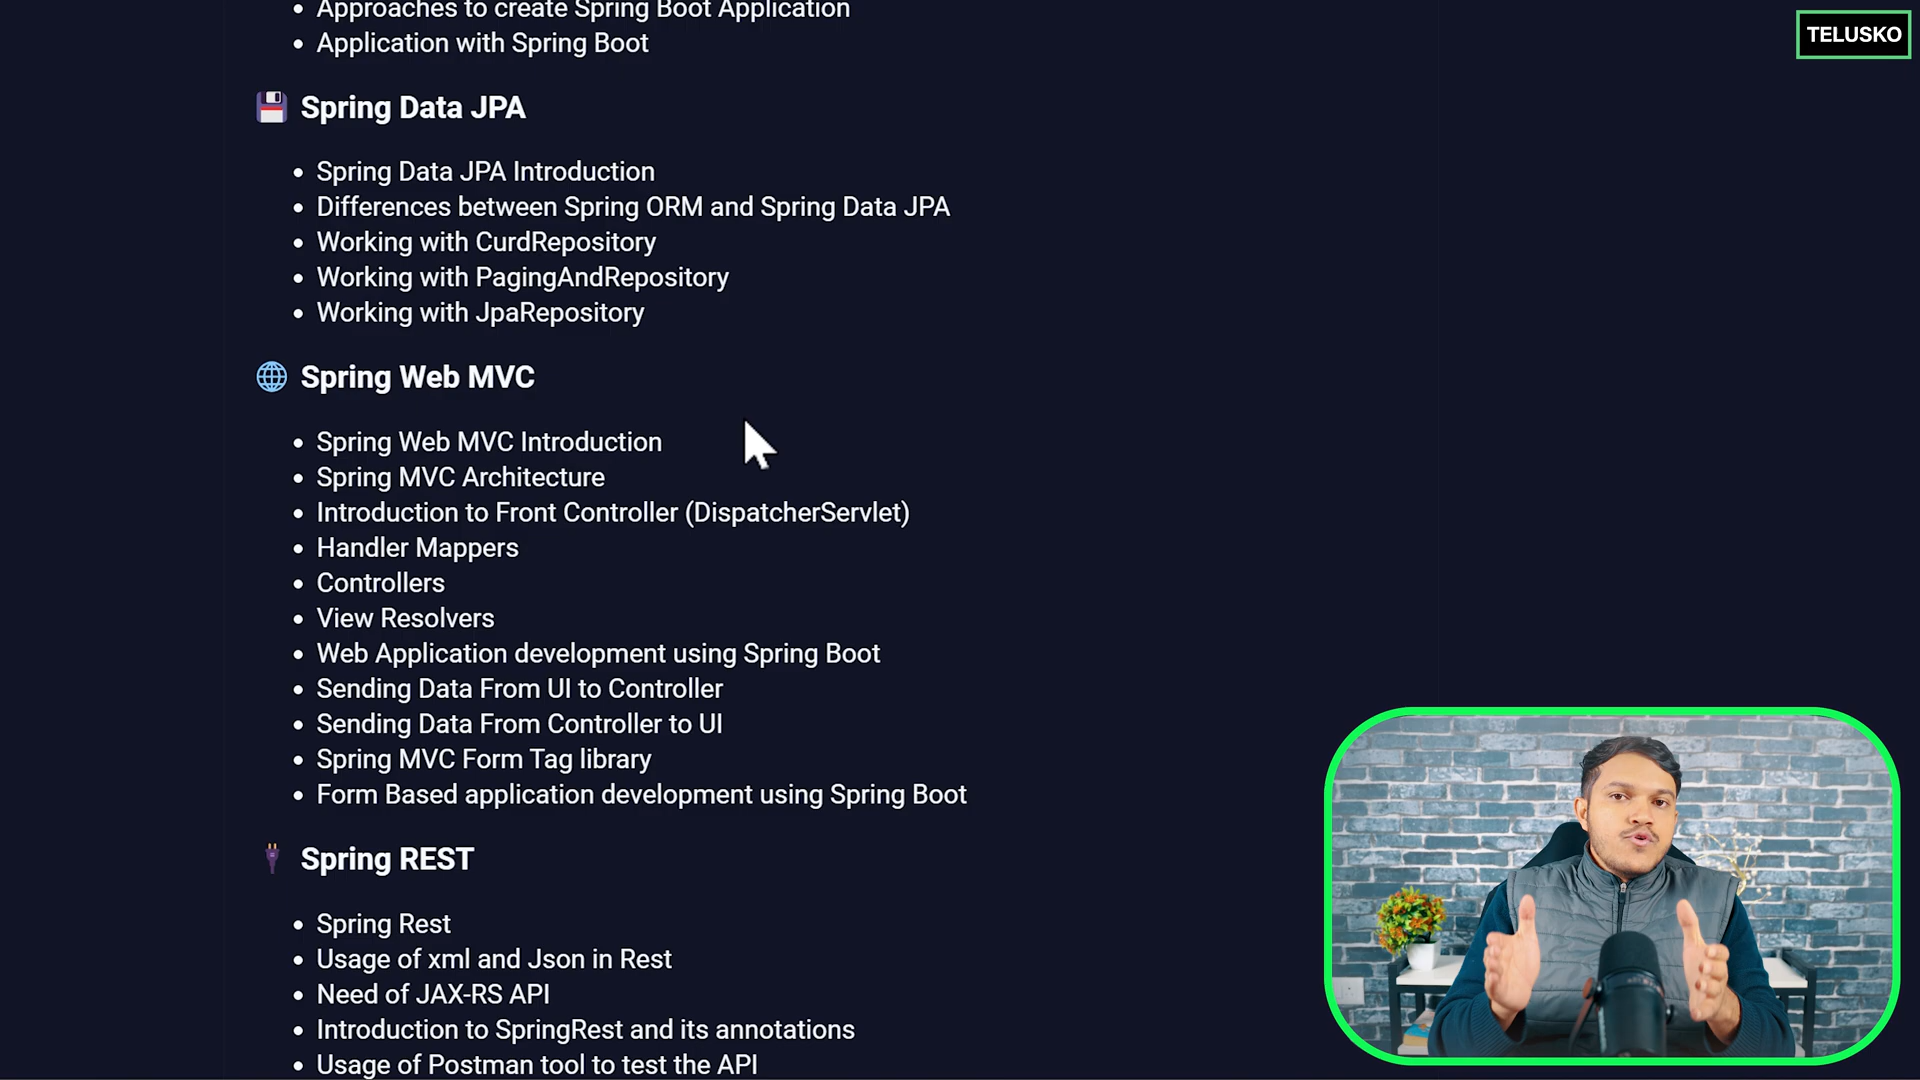 Approaches to create Spring Boot Application
Application with Spring Boot
TELUSKO
Spring Data JPA
Spring Data JPA Introduction
Differences between Spring ORM and Spring Data JPA
Working with CurdRepository
Working with PagingAndRepository
Working with JpaRepository
Spring Web MVC
Spring Web MVC Introduction
Spring MVC Architecture
Introduction to Front Controller (DispatcherServlet)
Handler Mappers
Controllers
View Resolvers
Web Application development using Spring Boot
Sending Data From UI to Controller
Sending Data From Controller to UI
Spring MVC Form Tag library
Form Based application development using Spring Boot
Spring REST
Spring Rest
Usage of xml and Json in Rest
Need of JAX-RS API
Introduction to SpringRest and its annotations
Usage of Postman tool to test the API